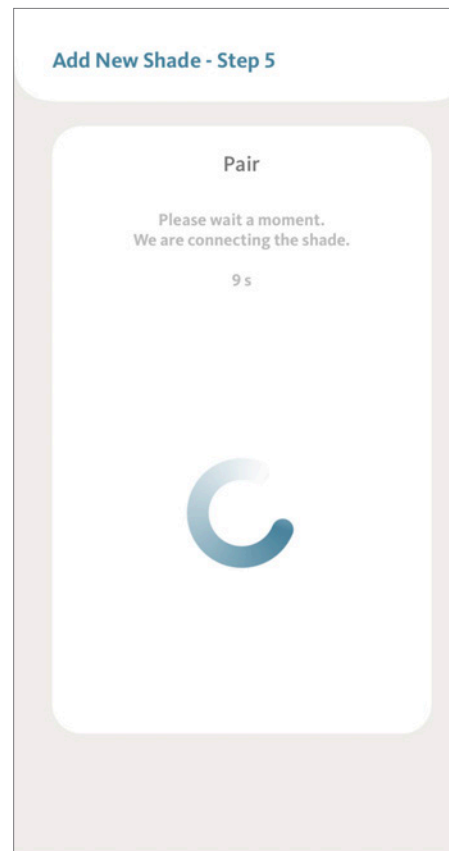 Add New Shade - Step 5
Pair
Please wait a moment.
We are connecting the shade.
9 s